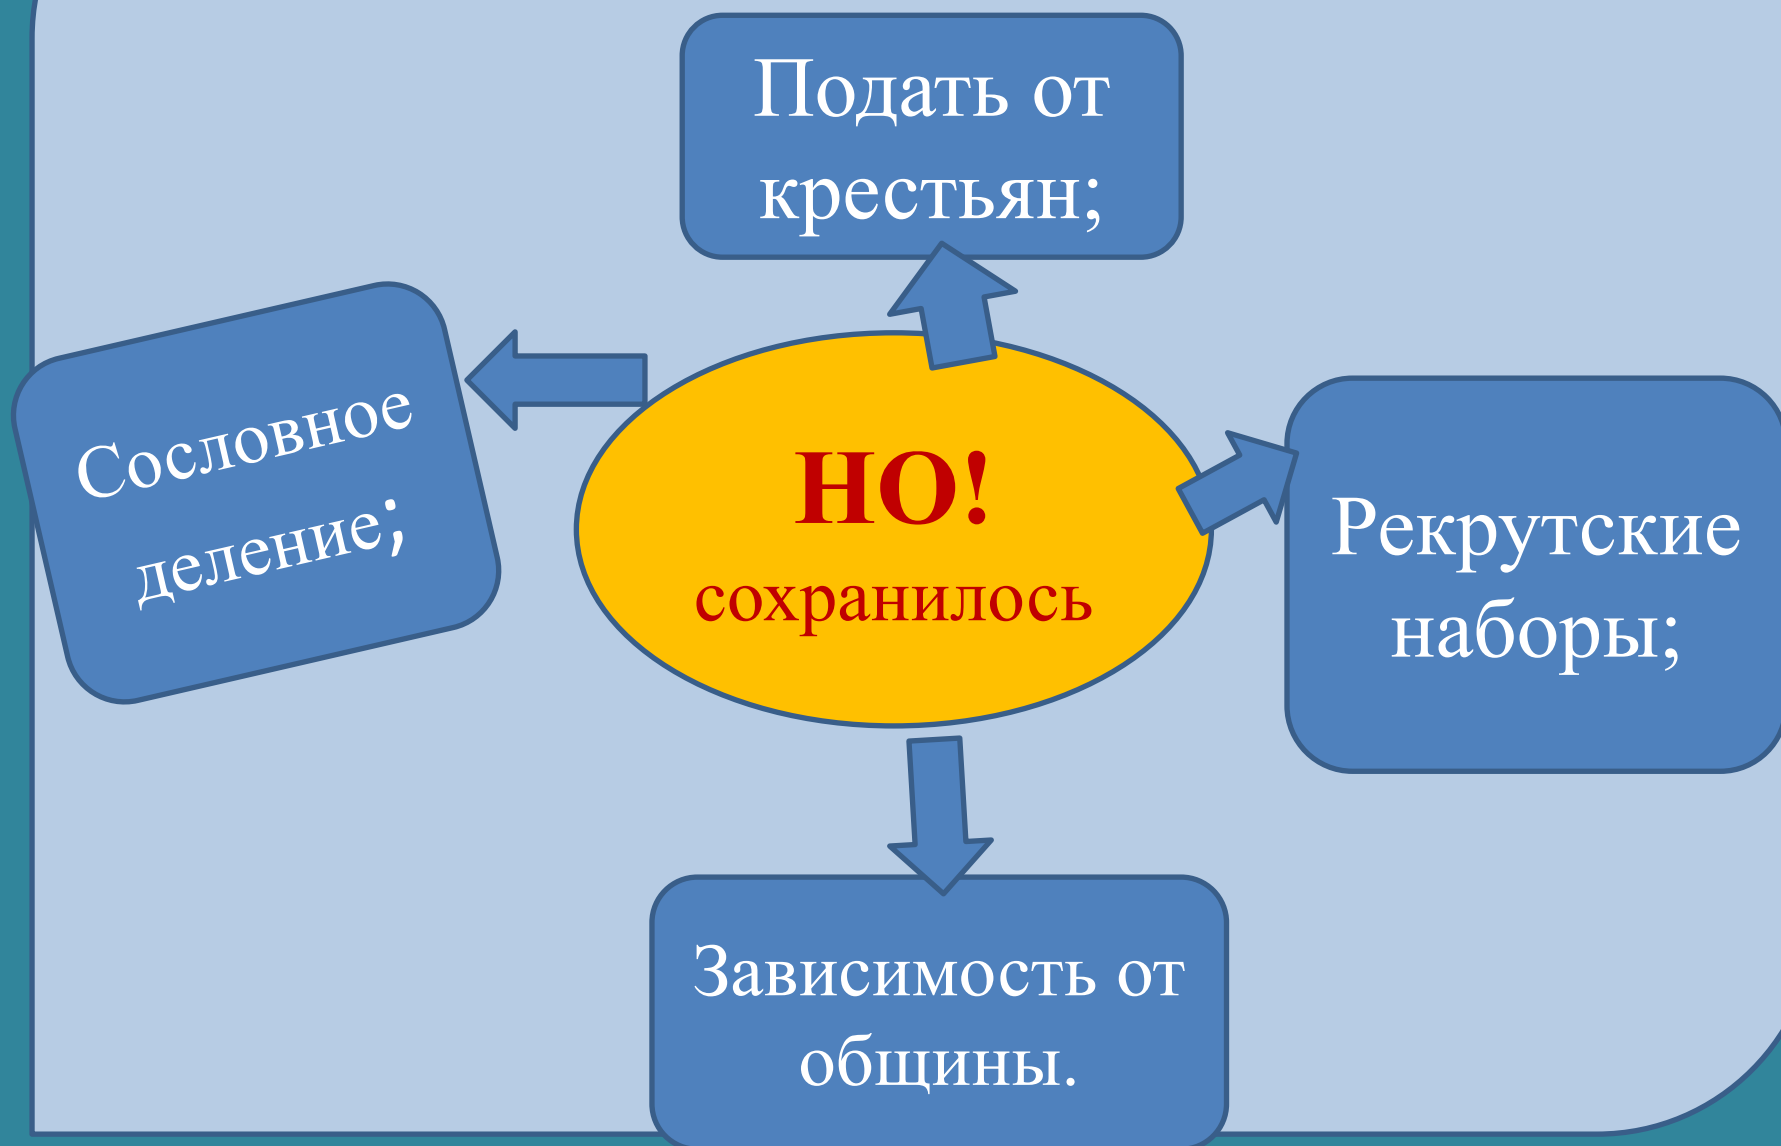 Подать от
крестьян;
Сословное
деление;
НО!
сохранилось
Рекрутские
наборы;
Зависимость от
общины.